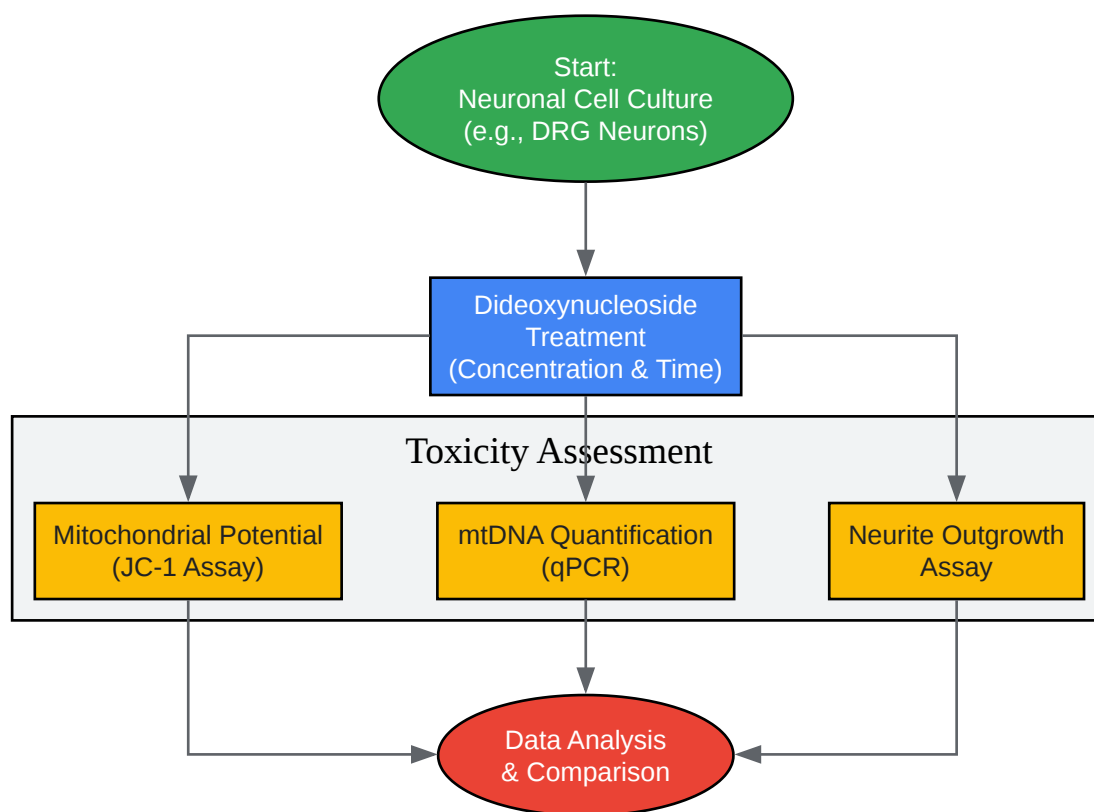 Start:
Neuronal Cell Culture
(e.g., DRG Neurons)
Dideoxynucleoside
Treatment
(Concentration & Time)
Toxicity Assessment
Mitochondrial Potential
(JC-1 Assay)
mtDNA Quantification
(qPCR)
Neurite Outgrowth
Assay
Data Analysis
& Comparison